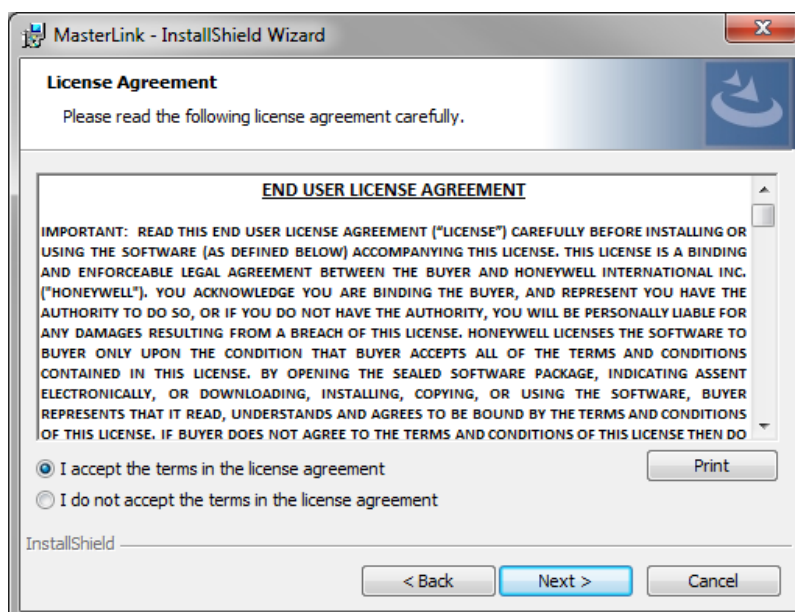 MasterLink - InstallShield Wizard
License Agreement
Please read the following license agreement carefully.
END USER LICENSE AGREEMENT
IMPORTANT: READ THIS END USER LICENSE AGREEMENT (“LICENSE”) CAREFULLY BEFORE INSTALLING OR
USING THE SOFTWARE (AS DEFINED BELOW) ACCOMPANYING THIS LICENSE. THIS LICENSE IS A BINDING
AND ENFORCEABLE LEGAL AGREEMENT BETWEEN THE BUYER AND HONEYWELL INTERNATIONAL INC.
("HONEYWELL"). YOU ACKNOWLEDGE YOU ARE BINDING THE BUYER, AND REPRESENT YOU HAVE THE
AUTHORITY TO DO SO, OR IF YOU DO NOT HAVE THE AUTHORITY, YOU WILL BE PERSONALLY LIABLE FOR
ANY DAMAGES RESULTING FROM A BREACH OF THIS LICENSE. HONEYWELL LICENSES THE SOFTWARE TO
BUYER ONLY UPON THE CONDITION THAT BUYER ACCEPTS ALL OF THE TERMS AND CONDITIONS
CONTAINED IN THIS LICENSE. BY OPENING THE SEALED SOFTWARE PACKAGE, INDICATING ASSENT
ELECTRONICALLY, OR DOWNLOADING, INSTALLING, COPYING, OR USING THE SOFTWARE, BUYER
REPRESENTS THAT IT READ, UNDERSTANDS AND AGREES TO BE BOUND BY THE TERMS AND CONDITIONS
OF THIS LICENSE. IF BUYER DOES NOT AGREE TO THE TERMS AND CONDITIONS OF THIS LICENSE THEN DO
I accept the terms in the license agreement
Print
I do not accept the terms in the license agreement
InstallShield
< Back
Next >
Cancel